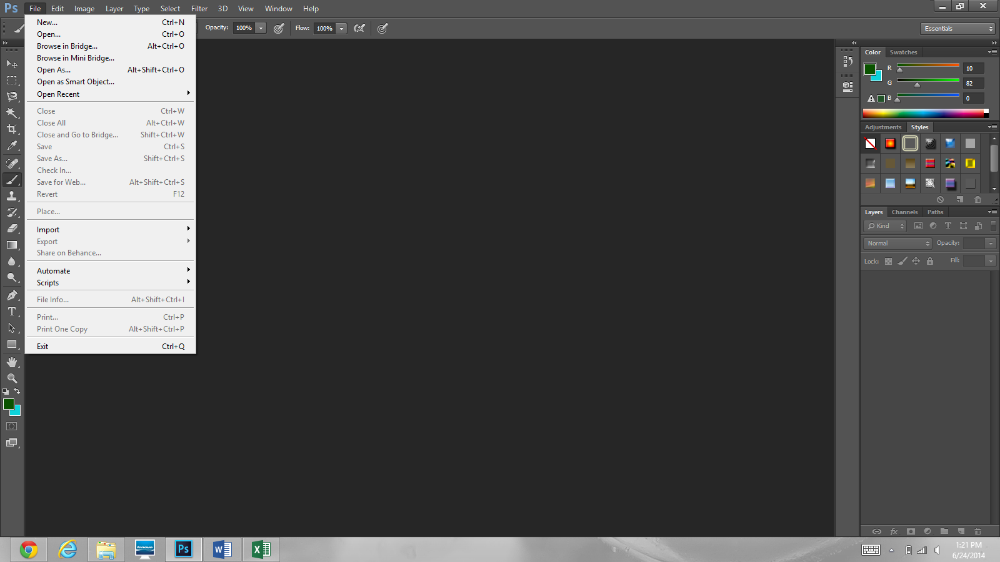 Ps File Edit Image Layer Type Select Filter 3D View Window Help
Opacity: 100% Flow: 100% Essentials
New... Ctrl+N
Open... Ctrl+O
Browse in Bridge... Alt+Ctrl+O
Browse in Mini Bridge...
Open As... Alt+Shift+Ctrl+O
Open as Smart Object...
Open Recent
Close Ctrl+W
Close All Alt+Ctrl+W
Close and Go to Bridge... Shift+Ctrl+W
Save Ctrl+S
Save As... Shift+Ctrl+S
Check In...
Save for Web... Alt+Shift+Ctrl+S
Revert F12
Place...
Import
Export
Share on Behance...
Automate
Scripts
File Info... Alt+Shift+Ctrl+I
Print... Ctrl+P
Print One Copy Alt+Shift+Ctrl+P
Exit Ctrl+Q
Color Swatches
R 10
G 82
B 0
Adjustments Styles
Layers Channels Paths
Kind
Normal Opacity:
Lock: Fill:
fx
lenovo
Ps
W
X
1:21 PM
6/24/2014